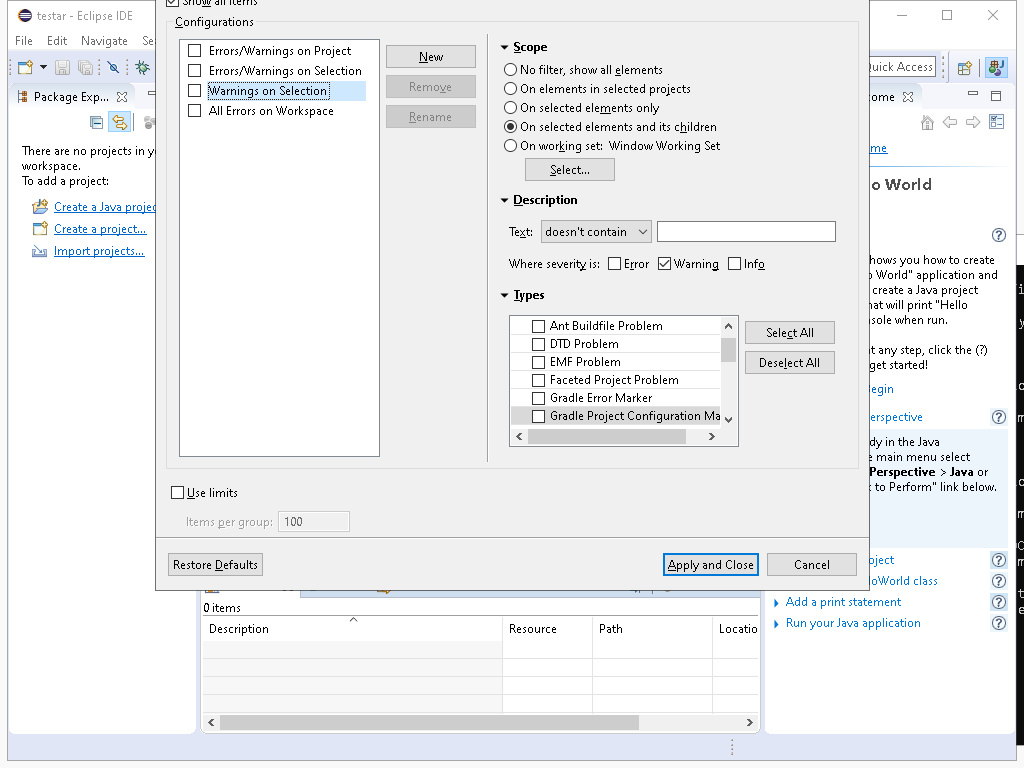 Show all items
testar - Eclipse IDE
Configurations
File Edit Navigate
Errors/Warnings on Project
Errors/Warnings on Selection
Warnings on Selection
All Errors on Workspace
New
Remove
Rename
Scope
No filter, show all elements
On elements in selected projects
On selected elements only
On selected elements and its children
On working set: Window Working Set
Select...
Description
Text: doesn't contain
Where severity is: Error Warning Info
Types
Ant Buildfile Problem
DTD Problem
EMF Problem
Faceted Project Problem
Gradle Error Marker
Gradle Project Configuration Ma
Select All
Deselect All
Use limits
Items per group: 100
Restore Defaults
Apply and Close
Cancel
Package Exp...
There are no projects in
workspace.
To add a project:
Create a Java projec
Create a project...
Import projects...
Quick Access
ome
me
o World
hows you how to create
o World" application and
create a Java project
hat will print "Hello
sole when run.
t any step, click the (?)
get started!
egin
erspective
dy in the Java
e main menu select
Perspective > Java or
k to Perform" link below.
oject
oWorld class
Add a print statement
Run your Java application
0 items
Description Resource Path Locatio